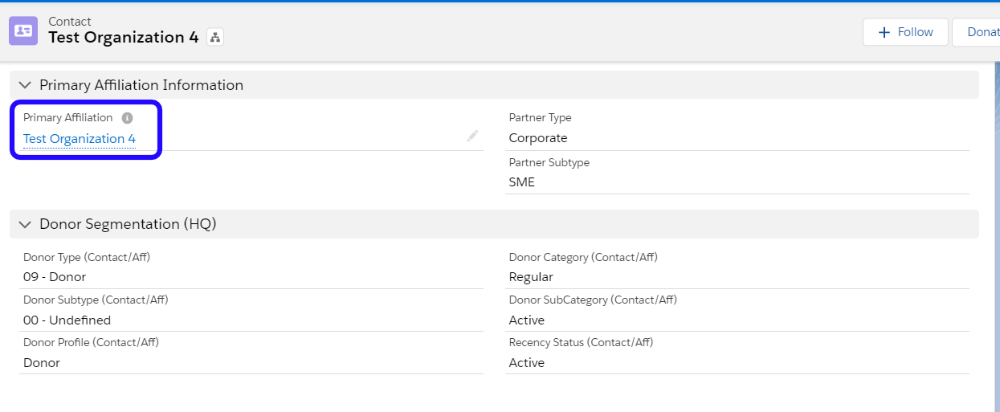 Contact
Test Organization 4
Follow
Primary Affiliation Information
Primary Affiliation
Test Organization 4
Partner Type
Corporate
Partner Subtype
SME
Donor Segmentation (HQ)
Donor Type (Contact/Aff)
09 - Donor
Donor Category (Contact/Aff)
Regular
Donor Subtype (Contact/Aff)
00 - Undefined
Donor SubCategory (Contact/Aff)
Active
Donor Profile (Contact/Aff)
Donor
Recency Status (Contact/Aff)
Active